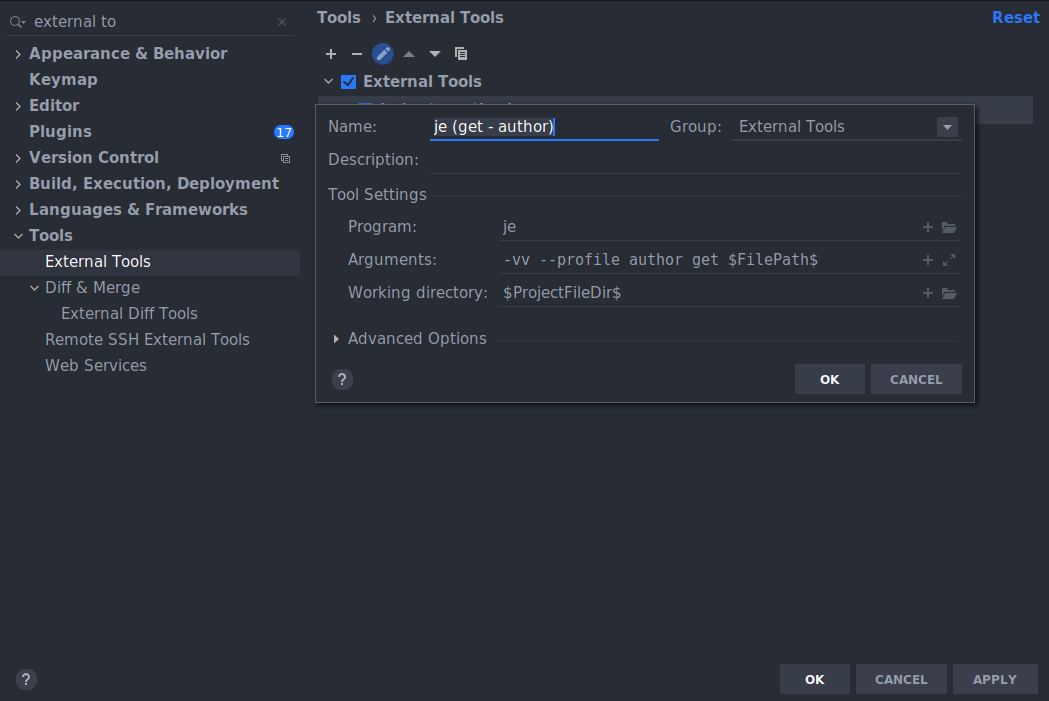 external to
Appearance & Behavior
Keymap
Editor
Plugins 17
Version Control
Build, Execution, Deployment
Languages & Frameworks
Tools
External Tools
Diff & Merge
External Diff Tools
Remote SSH External Tools
Web Services
Tools › External Tools
Reset
External Tools
Name: je (get - author) Group: External Tools
Description:
Tool Settings
Program: je
Arguments: -vv --profile author get $FilePath$
Working directory: $ProjectFileDir$
Advanced Options
? OK CANCEL
? OK CANCEL APPLY